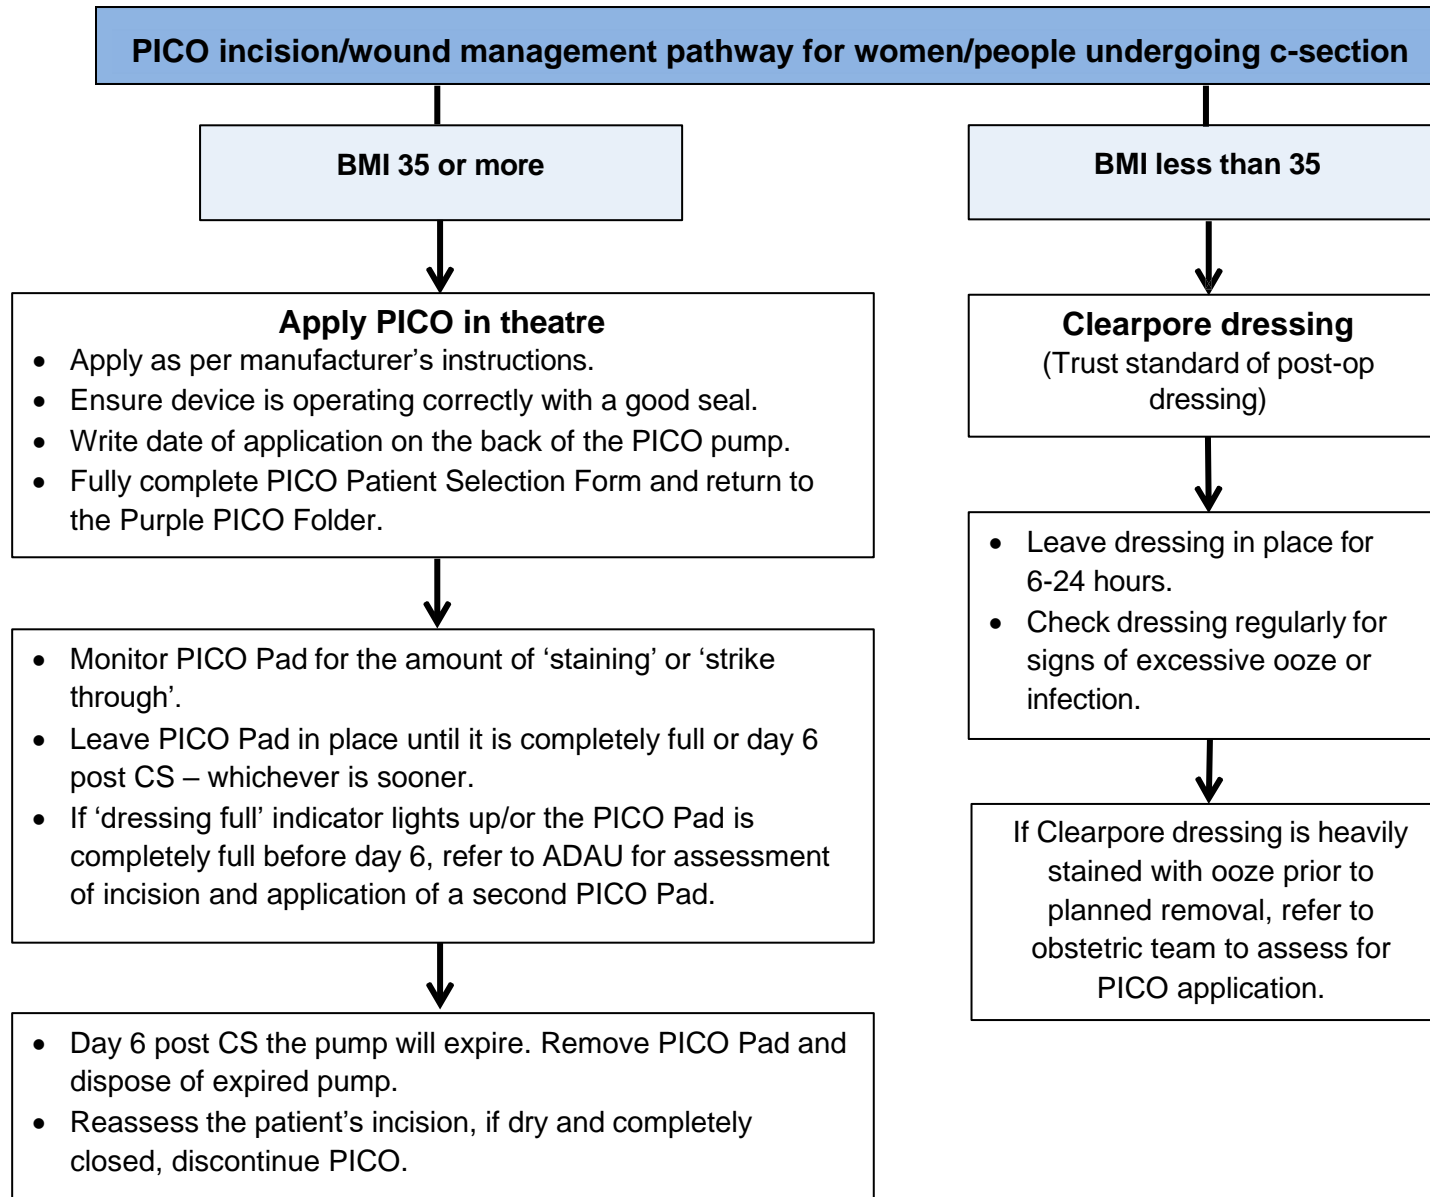 PICO incision/wound management pathway for women/people undergoing c-section
BMI 35 or more
Apply PICO in theatre
• Apply as per manufacturer’s instructions.
• Ensure device is operating correctly with a good seal.
• Write date of application on the back of the PICO pump.
• Fully complete PICO Patient Selection Form and return to
the Purple PICO Folder.
• Monitor PICO Pad for the amount of ‘staining’ or ‘strike
through’.
• Leave PICO Pad in place until it is completely full or day 6
post CS – whichever is sooner.
• If ‘dressing full’ indicator lights up/or the PICO Pad is
completely full before day 6, refer to ADAU for assessment
of incision and application of a second PICO Pad.
• Day 6 post CS the pump will expire. Remove PICO Pad and
dispose of expired pump.
• Reassess the patient’s incision, if dry and completely
closed, discontinue PICO.
BMI less than 35
Clearpore dressing
(Trust standard of post-op
dressing)
• Leave dressing in place for
6-24 hours.
• Check dressing regularly for
signs of excessive ooze or
infection.
If Clearpore dressing is heavily
stained with ooze prior to
planned removal, refer to
obstetric team to assess for
PICO application.